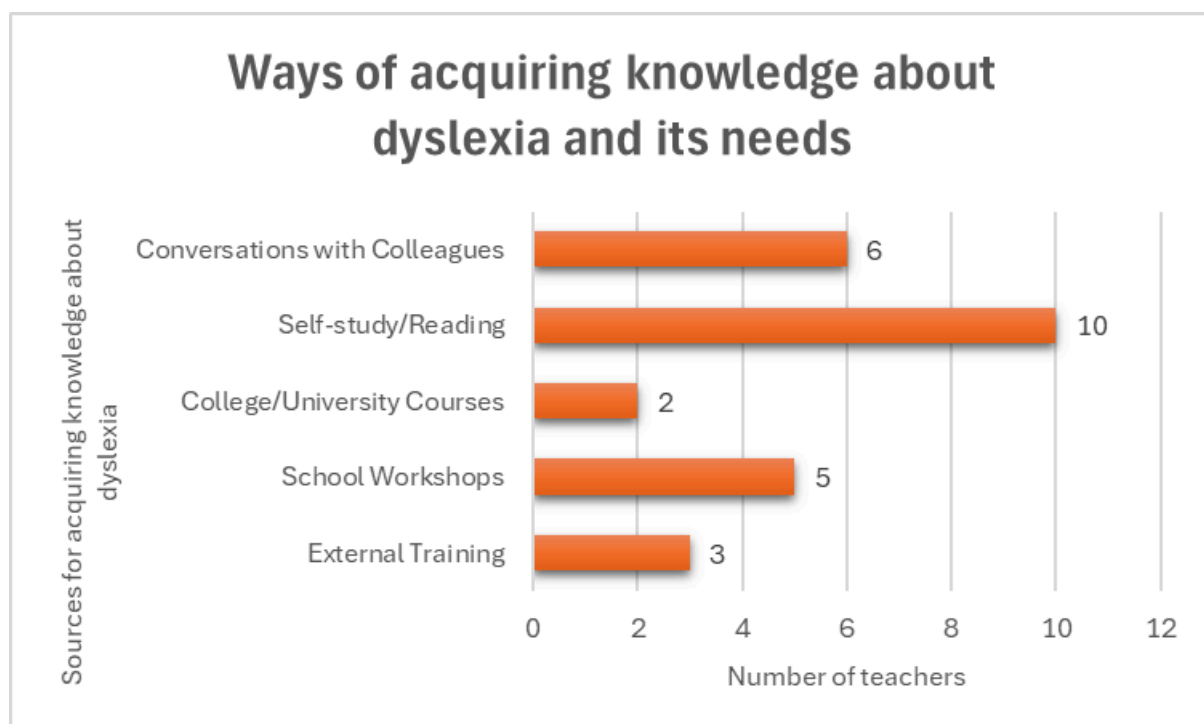 Ways of acquiring knowledge about
dyslexia and its needs
Sources for acquiring knowledge about
dyslexia
Conversations with Colleagues
6
Self-study/Reading
10
College/University Courses
2
School Workshops
5
External Training
3
0 2 4 6 8 10 12
Number of teachers